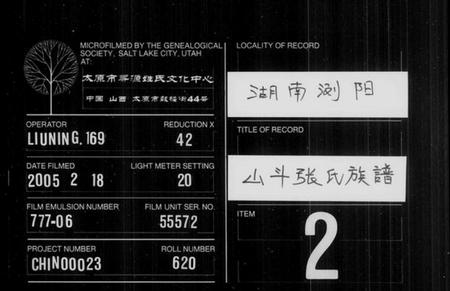 MICROFILMED BY THE GENEALOGICAL
SOCIETY, SALT LAKE CITY, UTAH
AT:
太原市寻源姓氏文化中心
中国 山西 太原市鼓楼街44号
OPERATOR
LIUNING. 169
REDUCTION X
42
DATE FILMED
2005 2 18
LIGHT METER SETTING
20
FILM EMULSION NUMBER
777-06
FILM UNIT SER. NO.
55572
PROJECT NUMBER
CHIN00023
ROLL NUMBER
620
LOCALITY OF RECORD
湖南浏阳
TITLE OF RECORD
山斗张氏族譜
ITEM
2